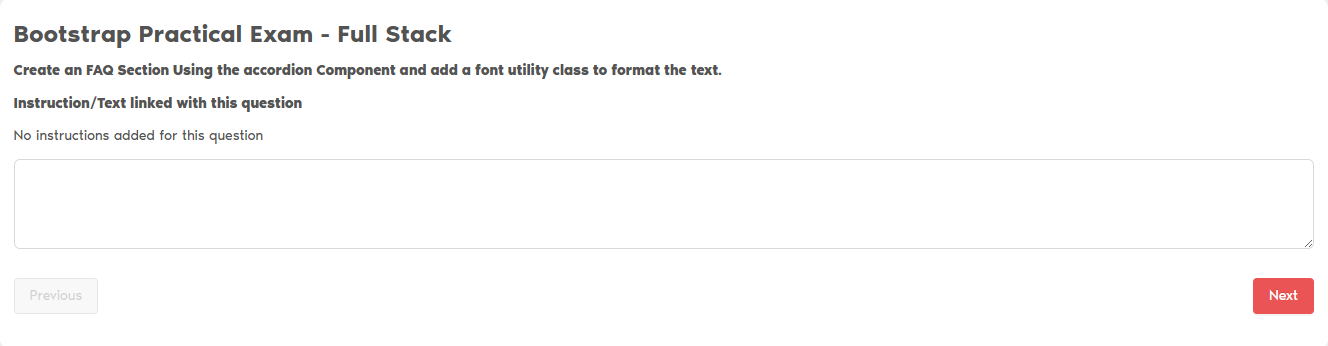 Bootstrap Practical Exam - Full Stack
Create an FAQ Section Using the accordion Component and add a font utility class to format the text.
Instruction/Text linked with this question
No instructions added for this question
Previous
Next